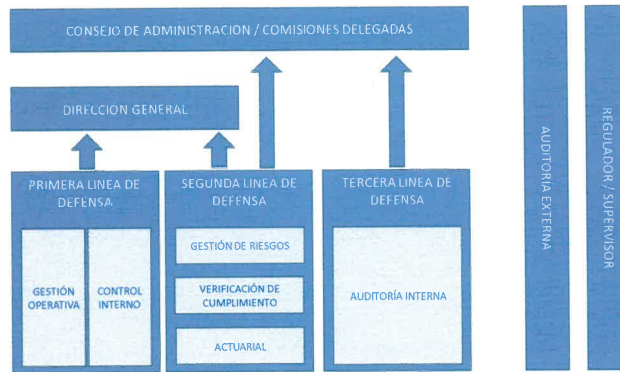 CONSEJO DE ADMINISTRACION / COMISIONES DELEGADAS
DIRECCION GENERAL
PRIMERA LINEA DE
DEFENSA
GESTIÓN
OPERATIVA
CONTROL
INTERNO
SEGUNDA LINEA DE
DEFENSA
GESTIÓN DE RIESGOS
VERIFICACIÓN DE
CUMPLIMIENTO
ACTUARIAL
TERCERA LINEA DE
DEFENSA
AUDITORÍA INTERNA
AUDITORIA EXTERNA
REGULADOR / SUPERVISOR